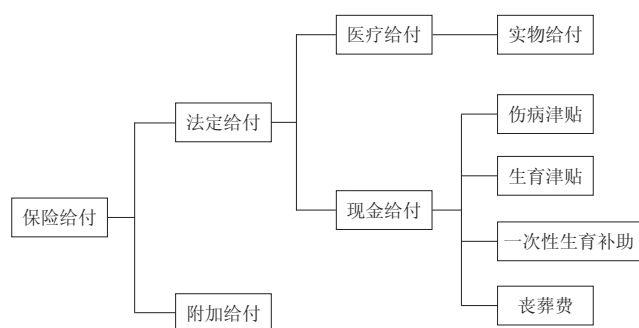 医疗给付
实物给付
法定给付
伤病津贴
生育津贴
保险给付
现金给付
一次性生育补助
附加给付
丧葬费